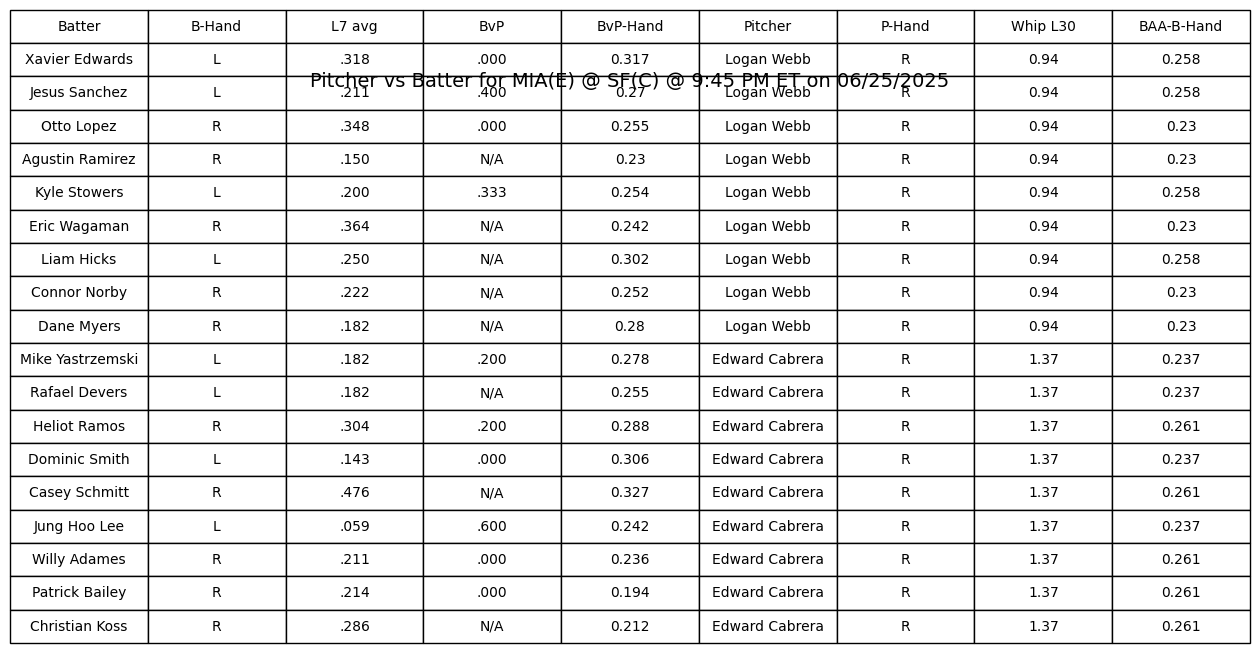 Batter B-Hand L7 avg BvP BvP-Hand Pitcher P-Hand Whip L30 BAA-B-Hand
Xavier Edwards L .318 .000 0.317 Logan Webb R 0.94 0.258
Pitcher vs Batter for MIA(E) @ SF(C) @ 9:45 PM ET on 06/25/2025
Jesus Sanchez L .211 .400 0.27 Logan Webb R 0.94 0.258
Otto Lopez R .348 .000 0.255 Logan Webb R 0.94 0.23
Agustin Ramirez R .150 N/A 0.23 Logan Webb R 0.94 0.23
Kyle Stowers L .200 .333 0.254 Logan Webb R 0.94 0.258
Eric Wagaman R .364 N/A 0.242 Logan Webb R 0.94 0.23
Liam Hicks L .250 N/A 0.302 Logan Webb R 0.94 0.258
Connor Norby R .222 N/A 0.252 Logan Webb R 0.94 0.23
Dane Myers R .182 N/A 0.28 Logan Webb R 0.94 0.23
Mike Yastrzemski L .182 .200 0.278 Edward Cabrera R 1.37 0.237
Rafael Devers L .182 N/A 0.255 Edward Cabrera R 1.37 0.237
Heliot Ramos R .304 .200 0.288 Edward Cabrera R 1.37 0.261
Dominic Smith L .143 .000 0.306 Edward Cabrera R 1.37 0.237
Casey Schmitt R .476 N/A 0.327 Edward Cabrera R 1.37 0.261
Jung Hoo Lee L .059 .600 0.242 Edward Cabrera R 1.37 0.237
Willy Adames R .211 .000 0.236 Edward Cabrera R 1.37 0.261
Patrick Bailey R .214 .000 0.194 Edward Cabrera R 1.37 0.261
Christian Koss R .286 N/A 0.212 Edward Cabrera R 1.37 0.261